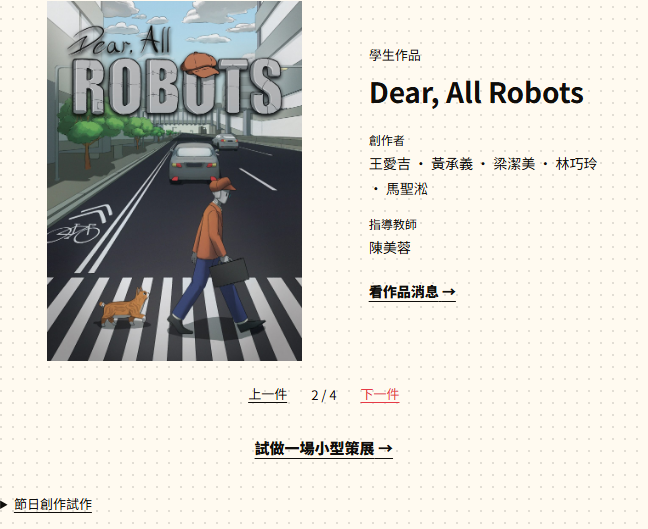 Dear, All
ROBOTS
學生作品
Dear, All Robots
創作者
王愛吉 · 黃承義 · 梁潔美 · 林巧玲
· 馬聖淞
指導教師
陳美蓉
看作品消息 →
上一件 2 / 4 下一件
試做一場小型策展 →
▶ 節日創作試作